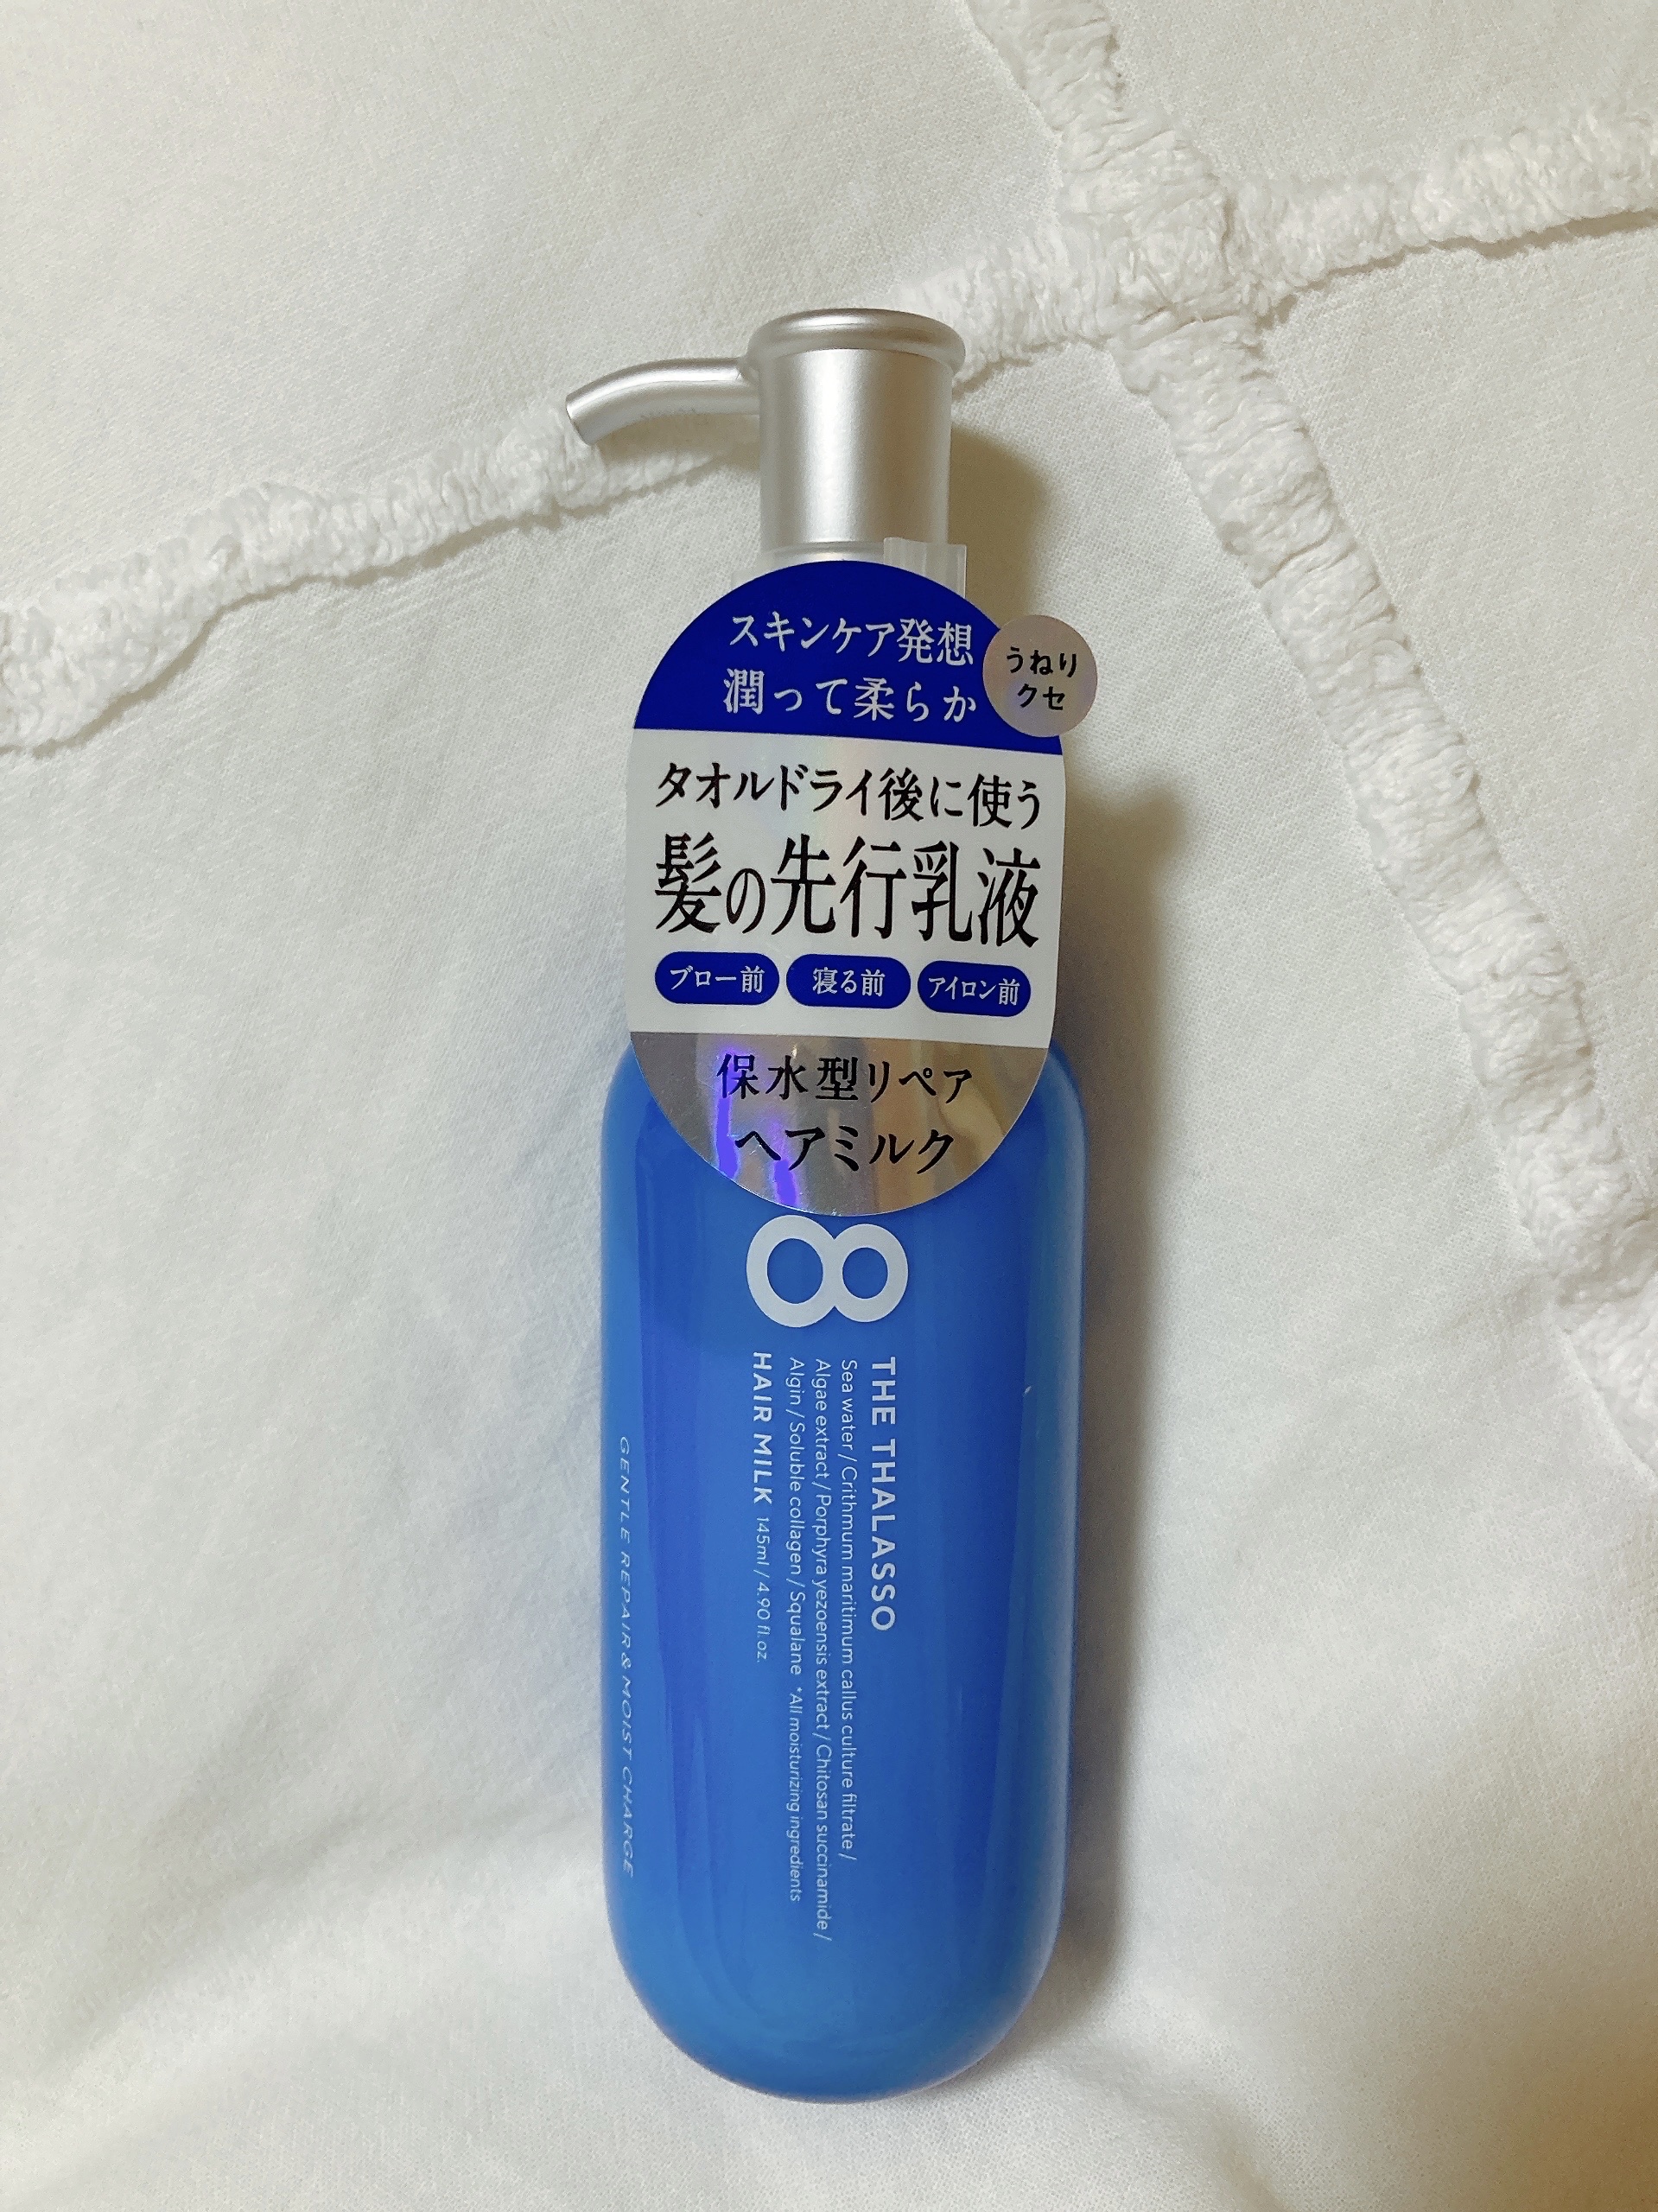 スキンケア発想
潤って柔らか
うねり
クセ
タオルドライ後に使う
髪の先行乳液
ブロー前 寝る前 アイロン前
保水型リペア
ヘアミルク
8
THE THALASSO
Sea water / Crithmum maritimum callus culture filtrate /
Algae extract / Porphyra yezoensis extract / Chitosan succinamide /
Algin / Soluble collagen / Squalane *All moisturizing ingredients
HAIR MILK 145ml / 4.90 fl.oz.
GENTLE REPAIR & MOIST CHARGE